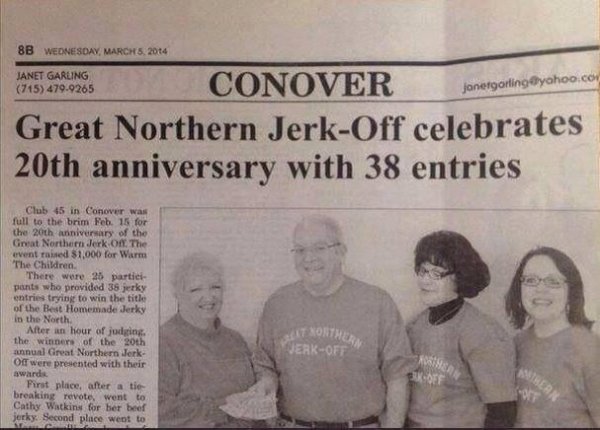 8B WEDNESDAY, MARCH 5, 2014
JANET GARLING
(715) 479-9265
CONOVER
janetgarling@yahoo.com
Great Northern Jerk-Off celebrates
20th anniversary with 38 entries
Club 45 in Conover was
full to the brim Feb. 15 for
the 20th anniversary of the
Great Northern Jerk-Off. The
event raised $1,000 for Warm
The Children.
There were 25 partici-
pants who provided 38 jerky
entries trying to win the title
of the Best Homemade Jerky
in the North.
After an hour of judging,
the winners of the 20th
annual Great Northern Jerk-
Off were presented with their
awards.
First place, after a tie-
breaking revote, went to
Cathy Watkins for her beef
jerky. Second place went to
GREAT NORTHERN
JERK-OFF
NORTHERN
JERK-OFF
NORTHERN
-OFF